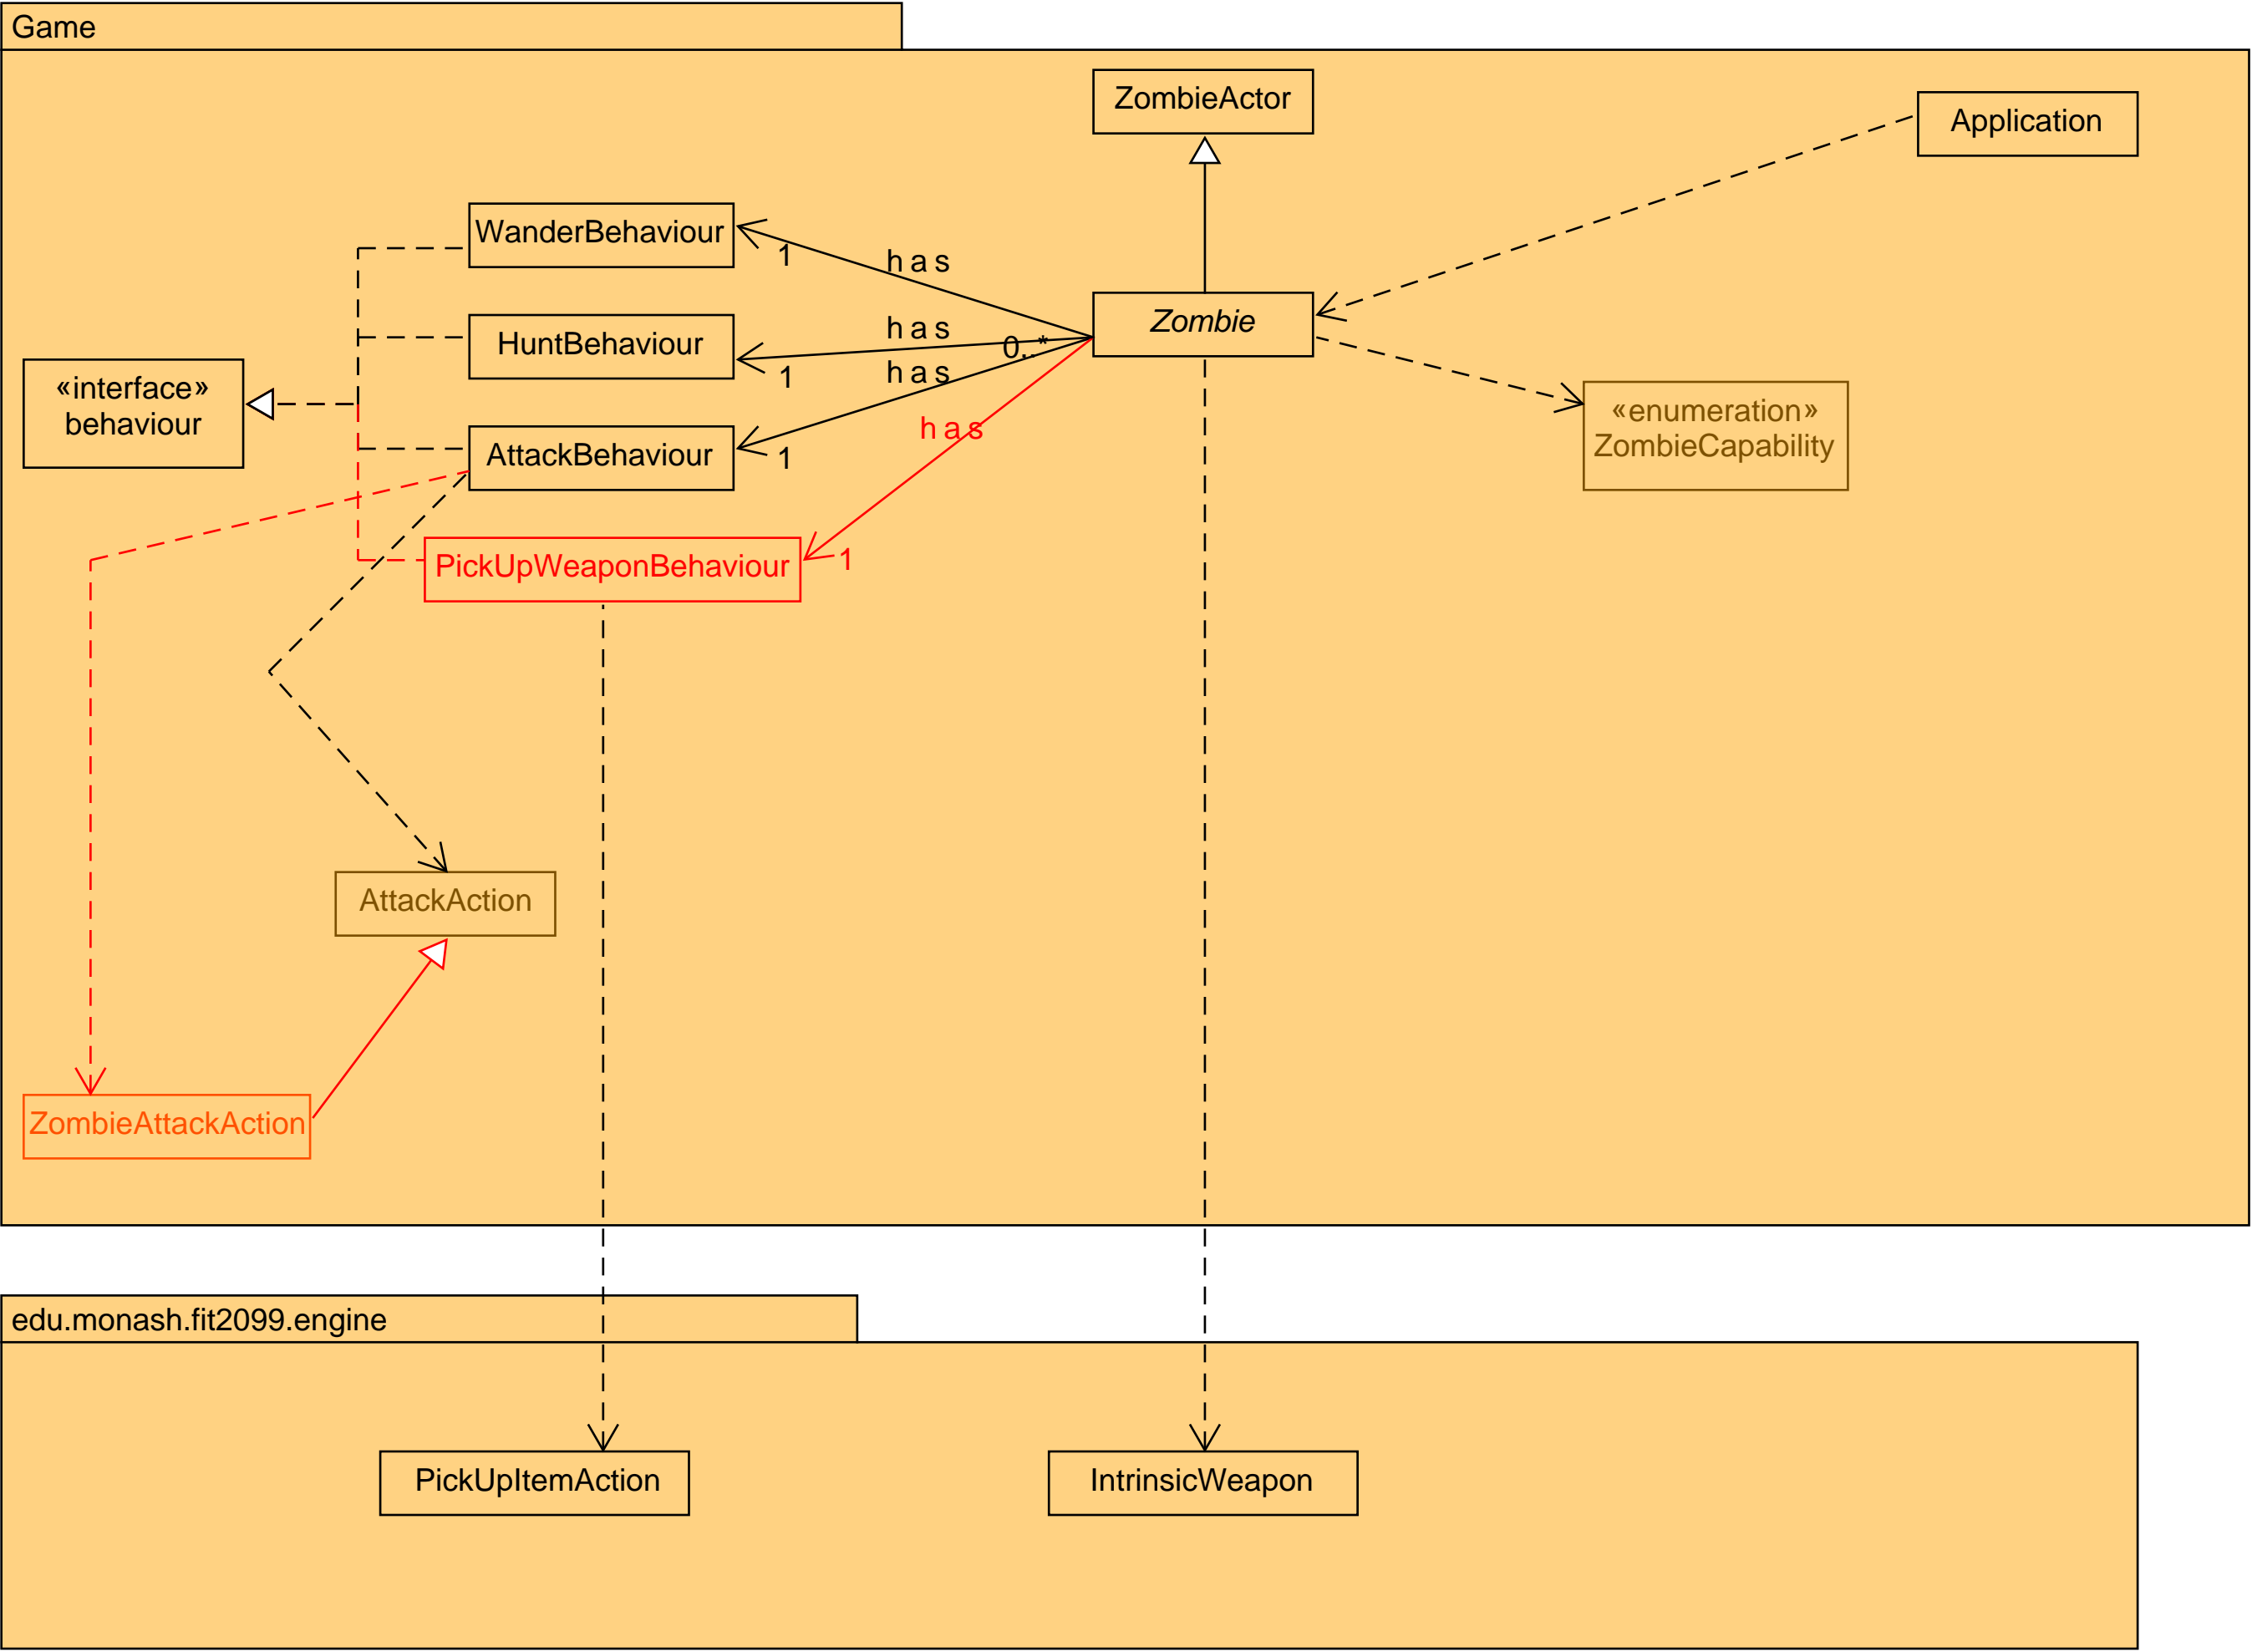 Game
ZombieActor
Application
WanderBehaviour
1
has
Zombie
HuntBehaviour
has
0..*
1
has
«interface»
behaviour
«enumeration»
ZombieCapability
has
AttackBehaviour
1
PickUpWeaponBehaviour
1
AttackAction
ZombieAttackAction
edu.monash.fit2099.engine
PickUpItemAction
IntrinsicWeapon